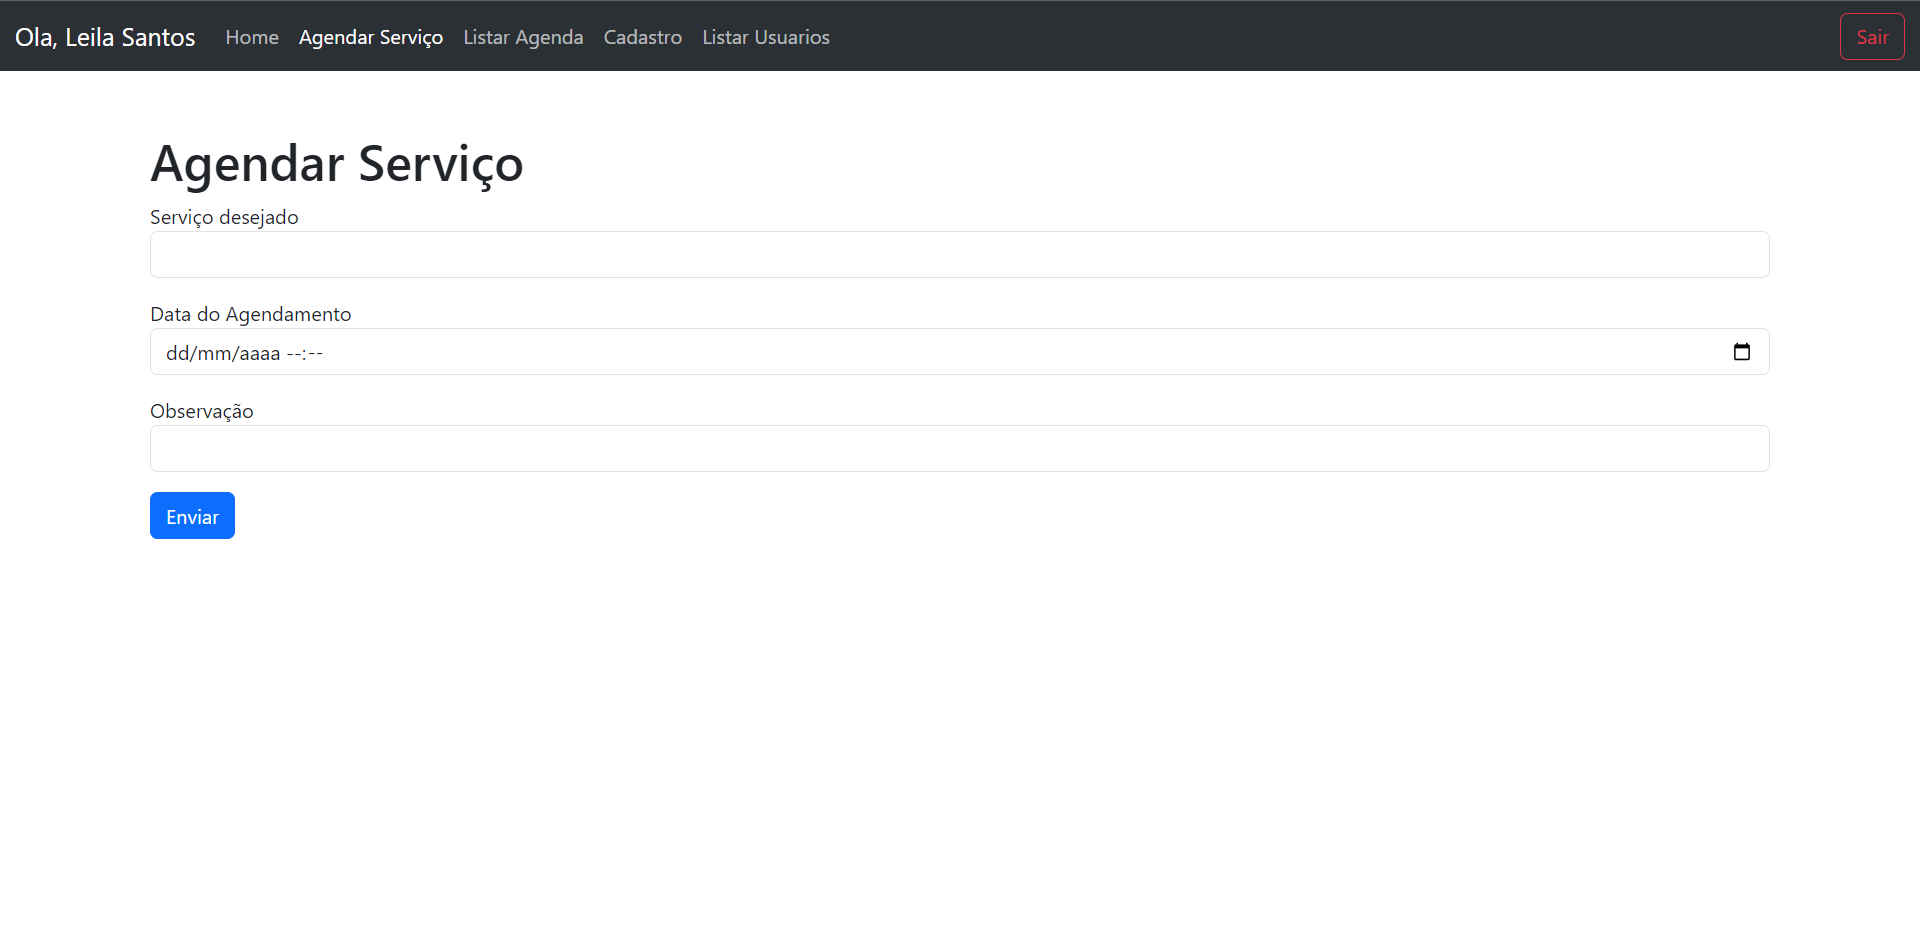 Ola, Leila Santos Home Agendar Serviço Listar Agenda Cadastro Listar Usuarios Sair
Agendar Serviço
Serviço desejado
Data do Agendamento
dd/mm/aaaa --:--
Observação
Enviar